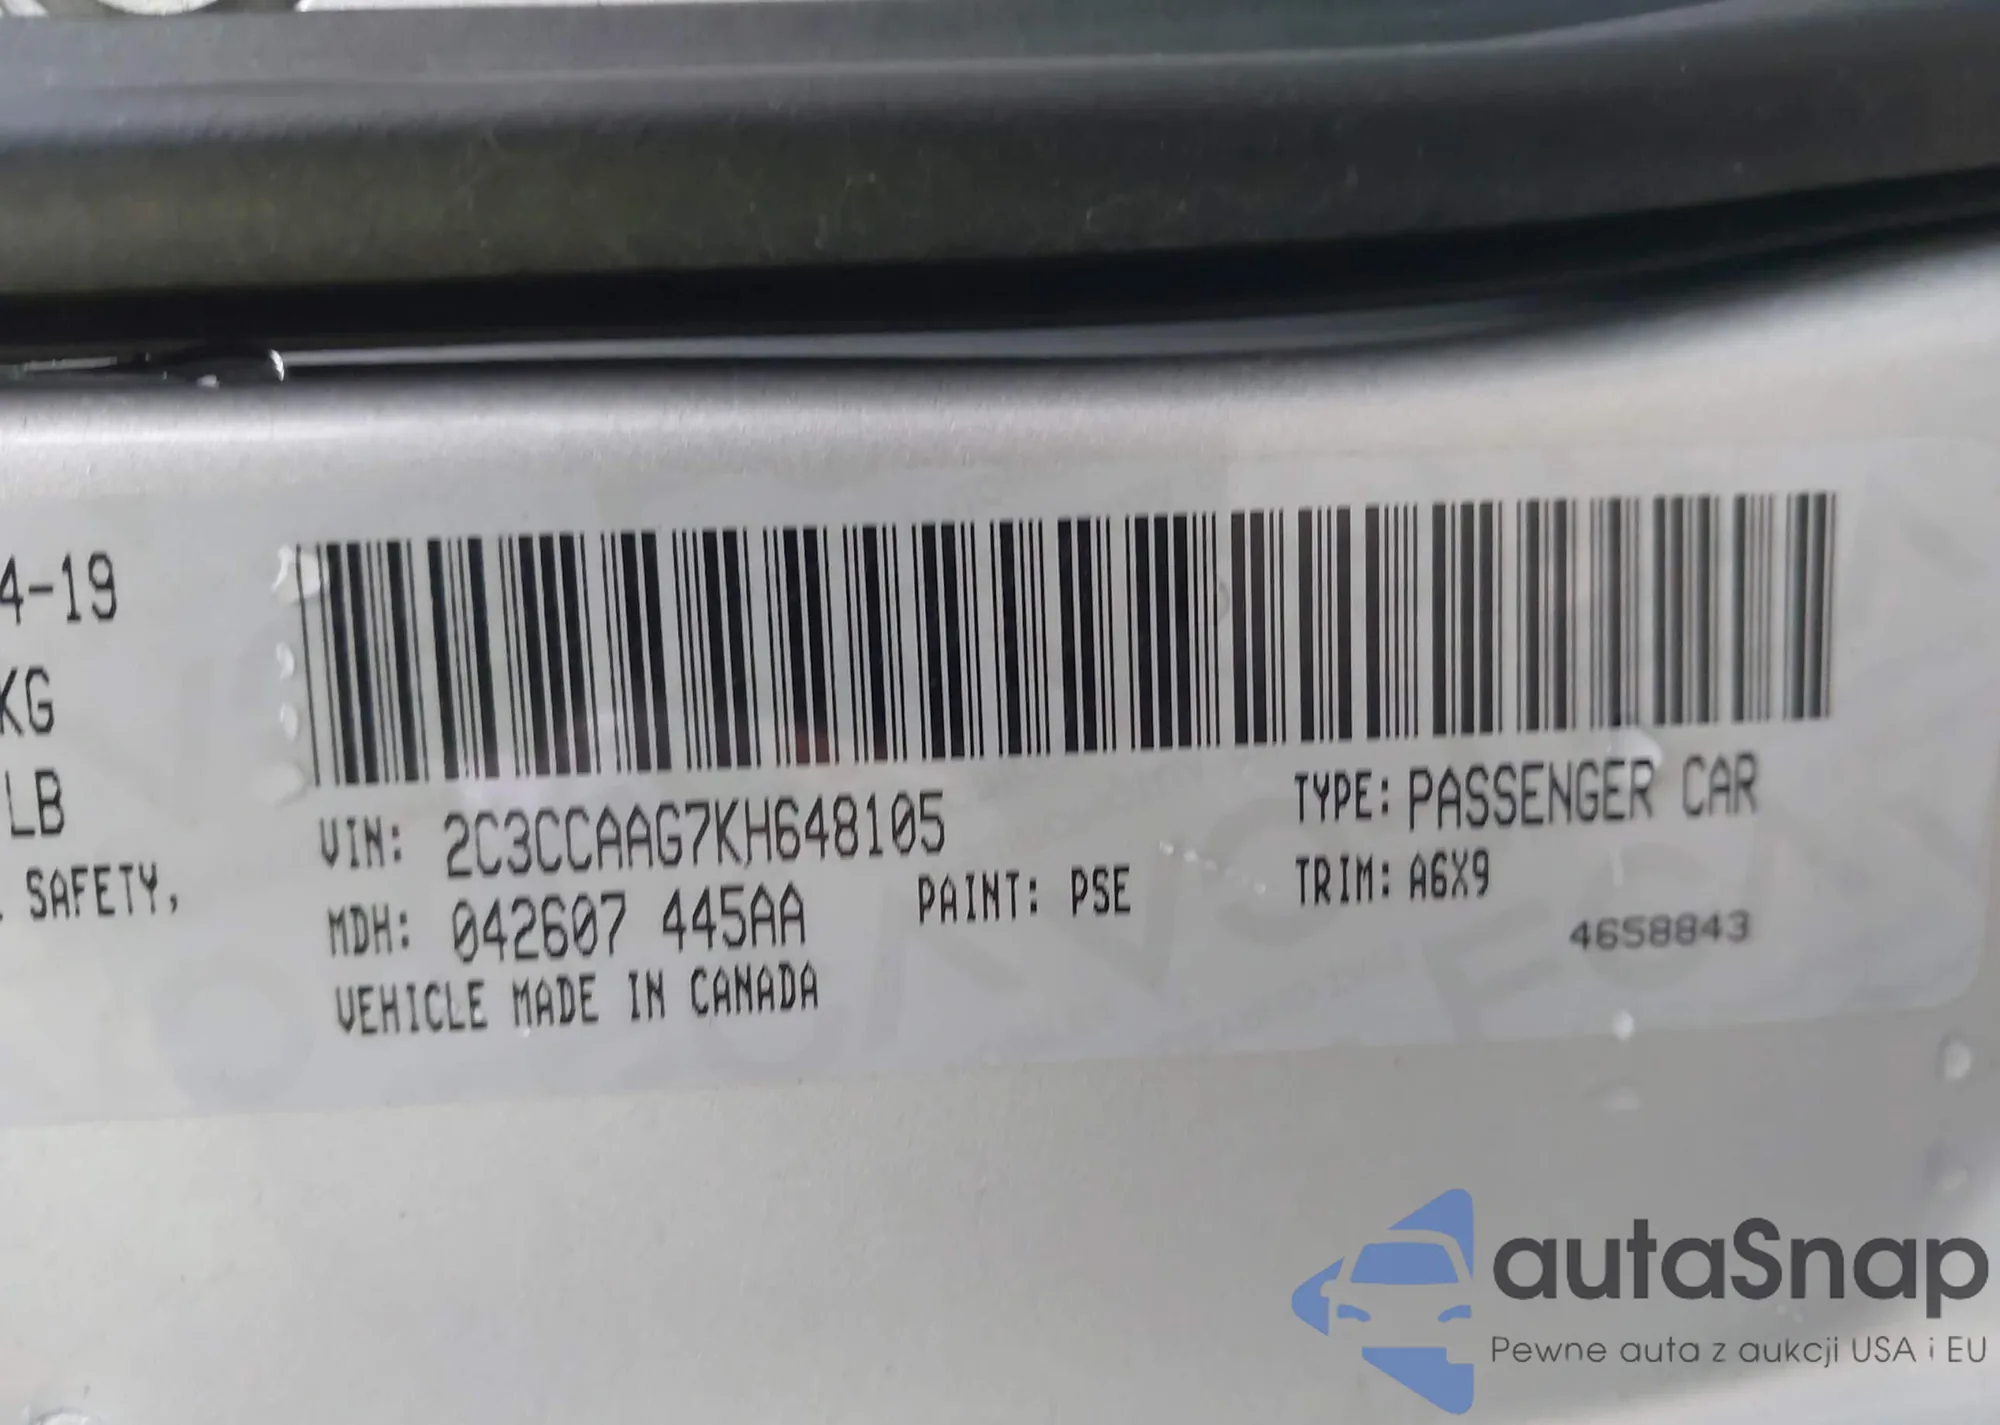 4-19
KG
LB
SAFETY,
VIN: 2C3CCAAG7KH648105
TYPE: PASSENGER CAR
MDH: 042607 445AA
PAINT: PSE
TRIM: A6X9
VEHICLE MADE IN CANADA
4658843
autaSnap
Pewne auta z aukcji USA i EU